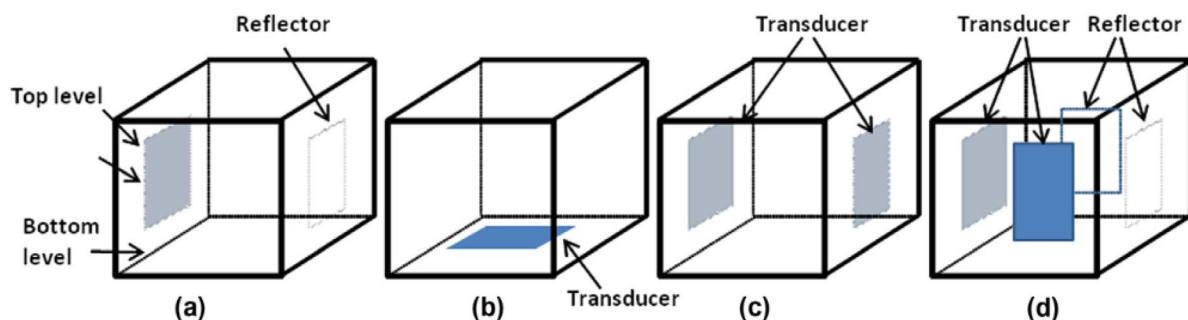 Reflector
Transducer
Transducer Reflector
Top level
Bottom
level
Transducer
(a) (b) (c) (d)